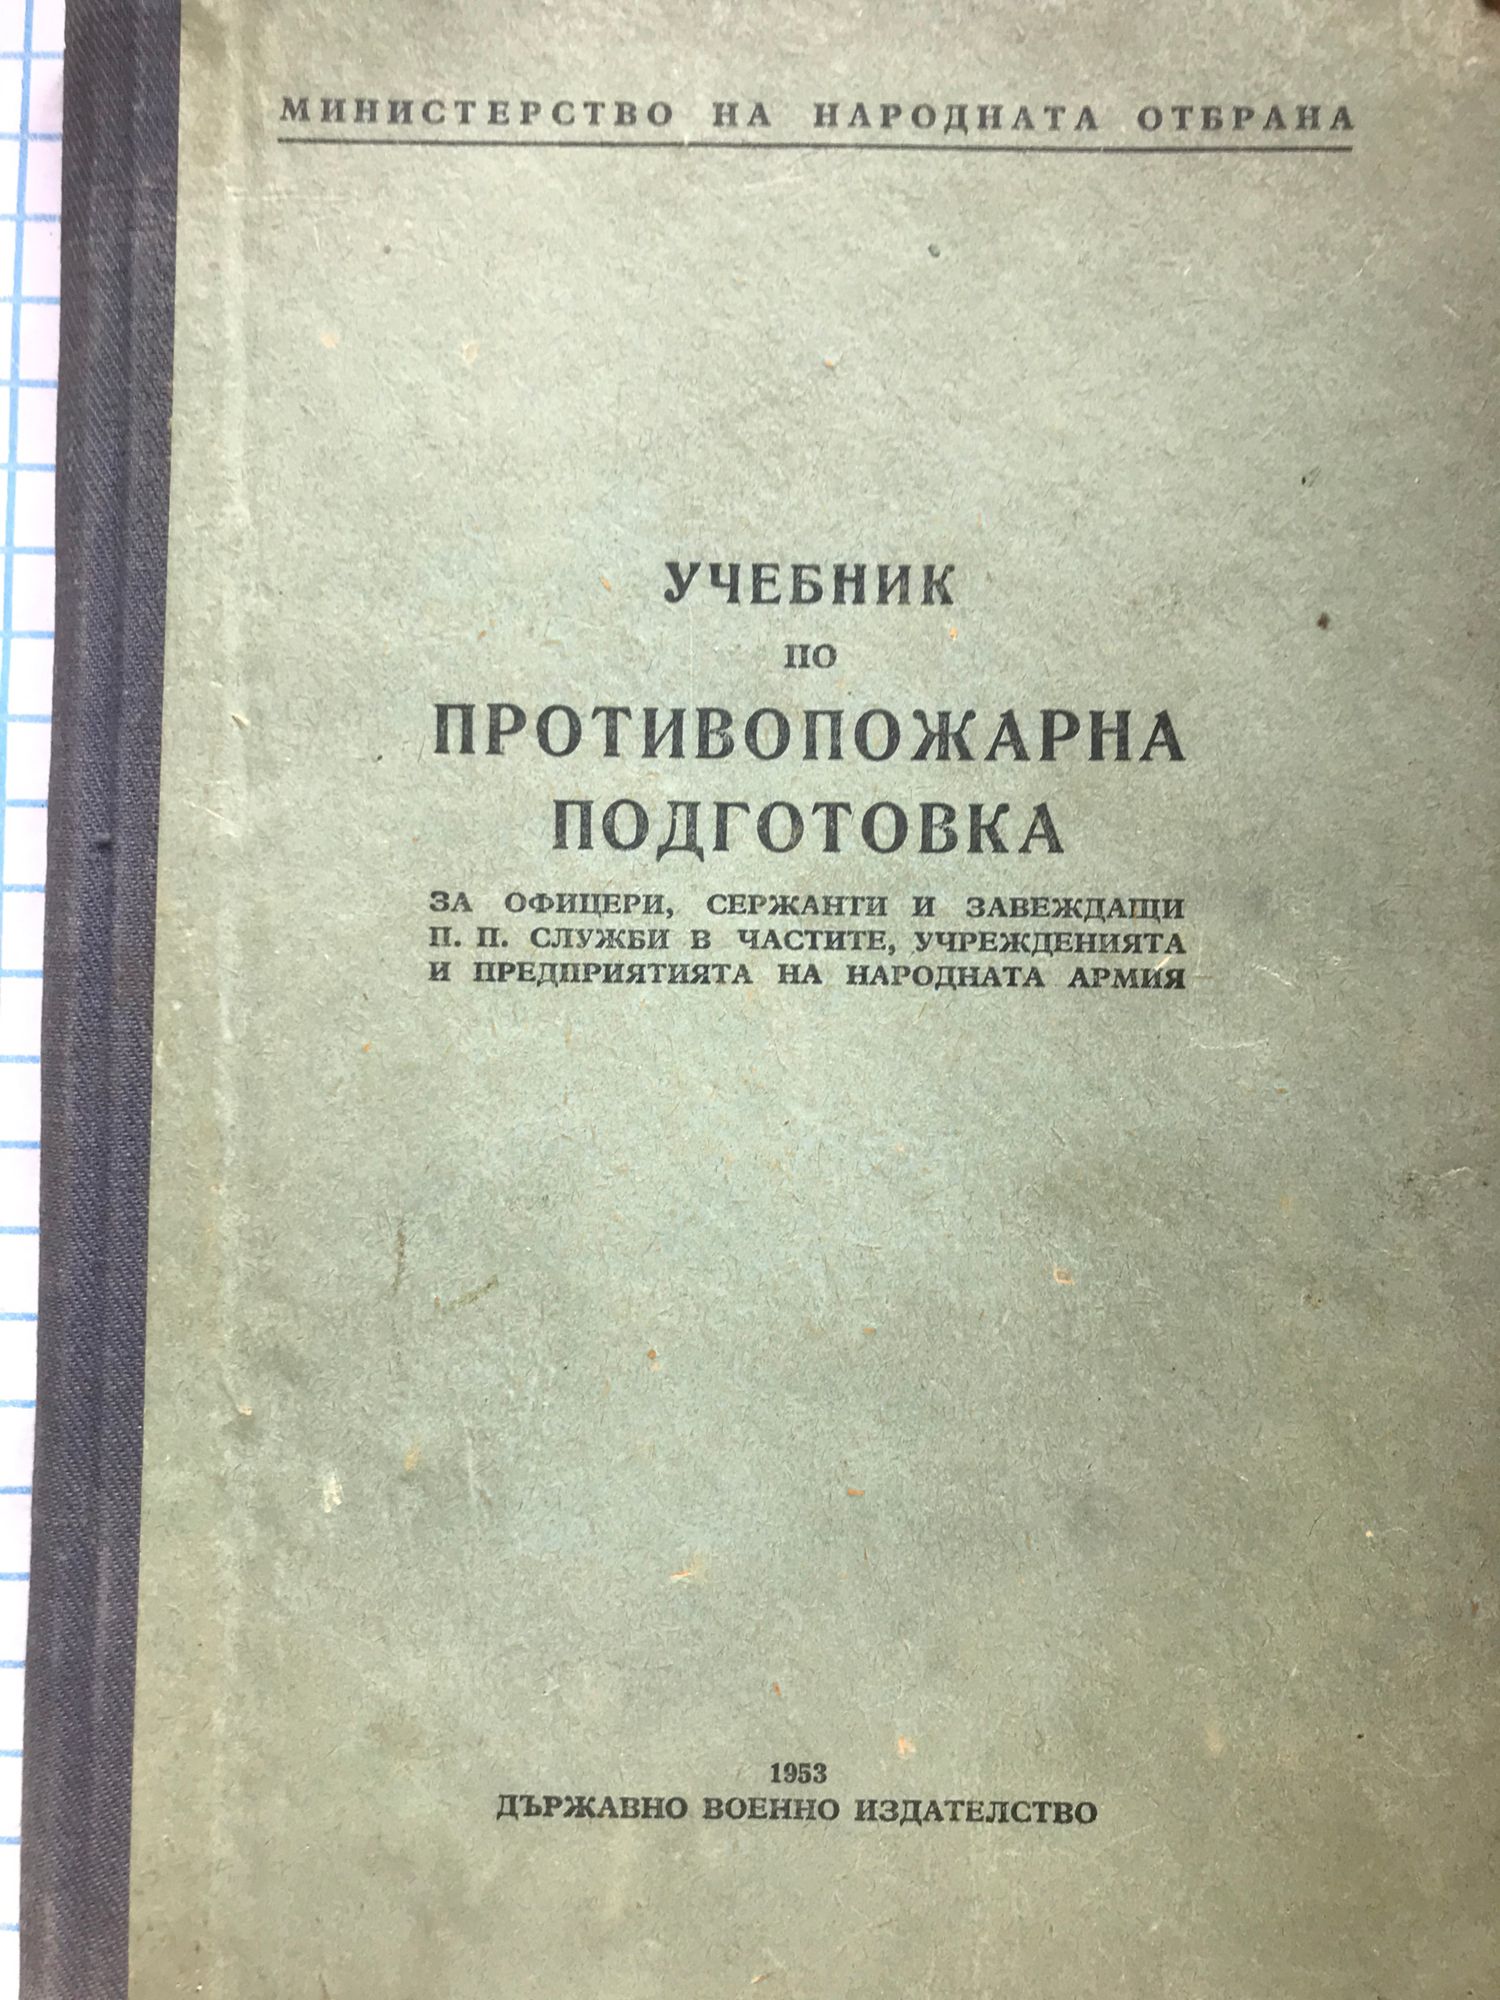 МИНИСТЕРСТВО НА НАРОДНАТА ОТБРАНА
УЧЕБНИК
ПО
ПРОТИВОПОЖАРНА
ПОДГОТОВКА
ЗА ОФИЦЕРИ, СЕРЖАНТИ И ЗАВЕЖДАЩИ
П. П. СЛУЖБИ В ЧАСТИТЕ, УЧРЕЖДЕНИЯТА
И ПРЕДПРИЯТИЯТА НА НАРОДНАТА АРМИЯ
1953
ДЪРЖАВНО ВОЕННО ИЗДАТЕЛСТВО